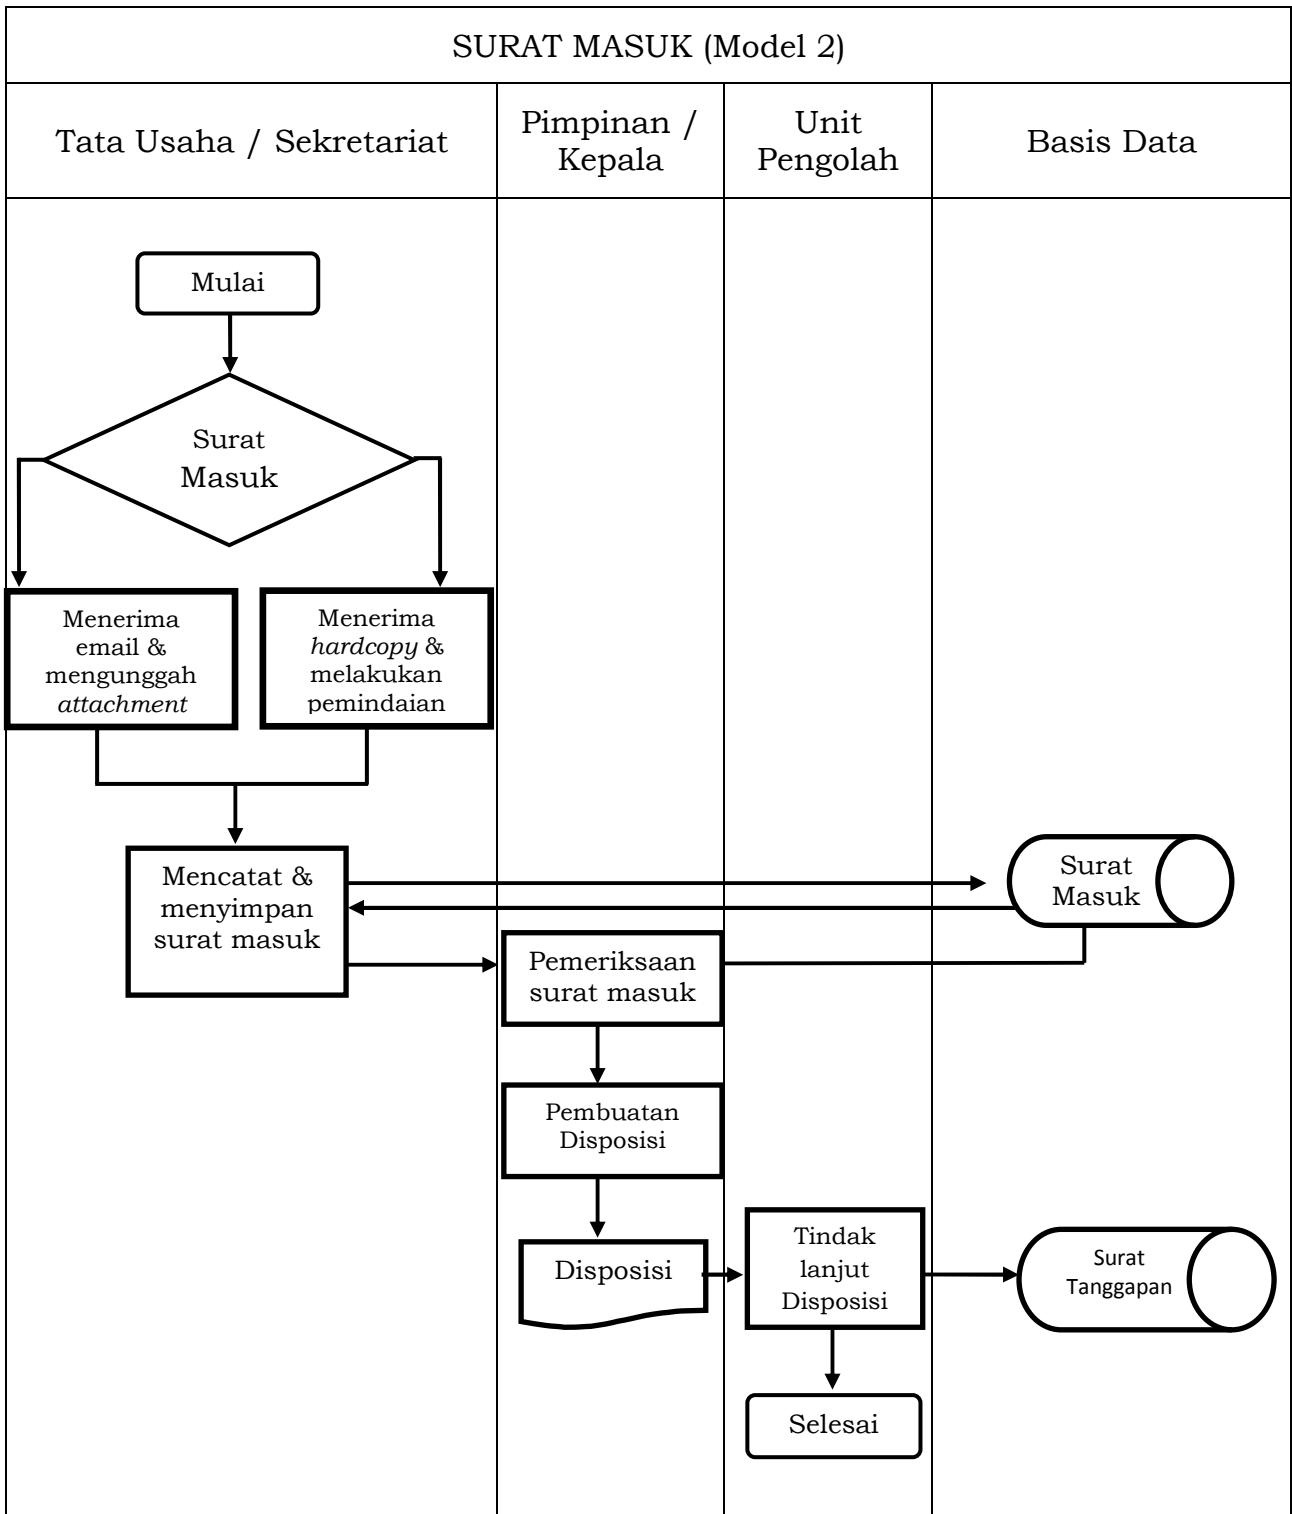 SURAT MASUK (Model 2)
Tata Usaha / Sekretariat
Pimpinan /
Kepala
Unit
Pengolah
Basis Data
Mulai
Surat
Masuk
Menerima
email &
mengunggah
attachment
Menerima
hardcopy &
melakukan
pemindaian
Mencatat &
menyimpan
surat masuk
Surat
Masuk
Pemeriksaan
surat masuk
Pembuatan
Disposisi
Disposisi
Tindak
lanjut
Disposisi
Surat
Tanggapan
Selesai